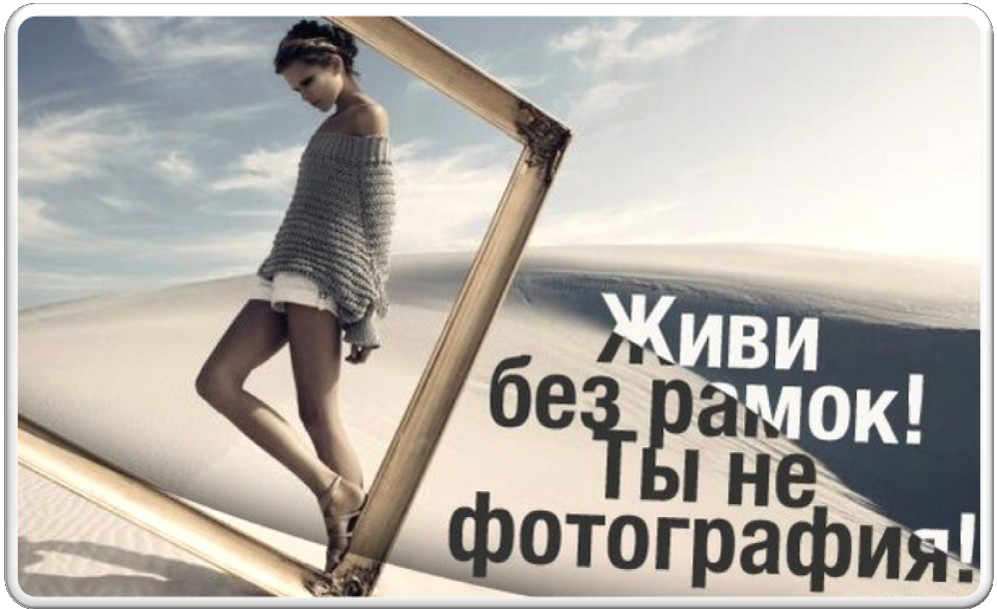 Живи
без рамок!
Ты не
фотография!